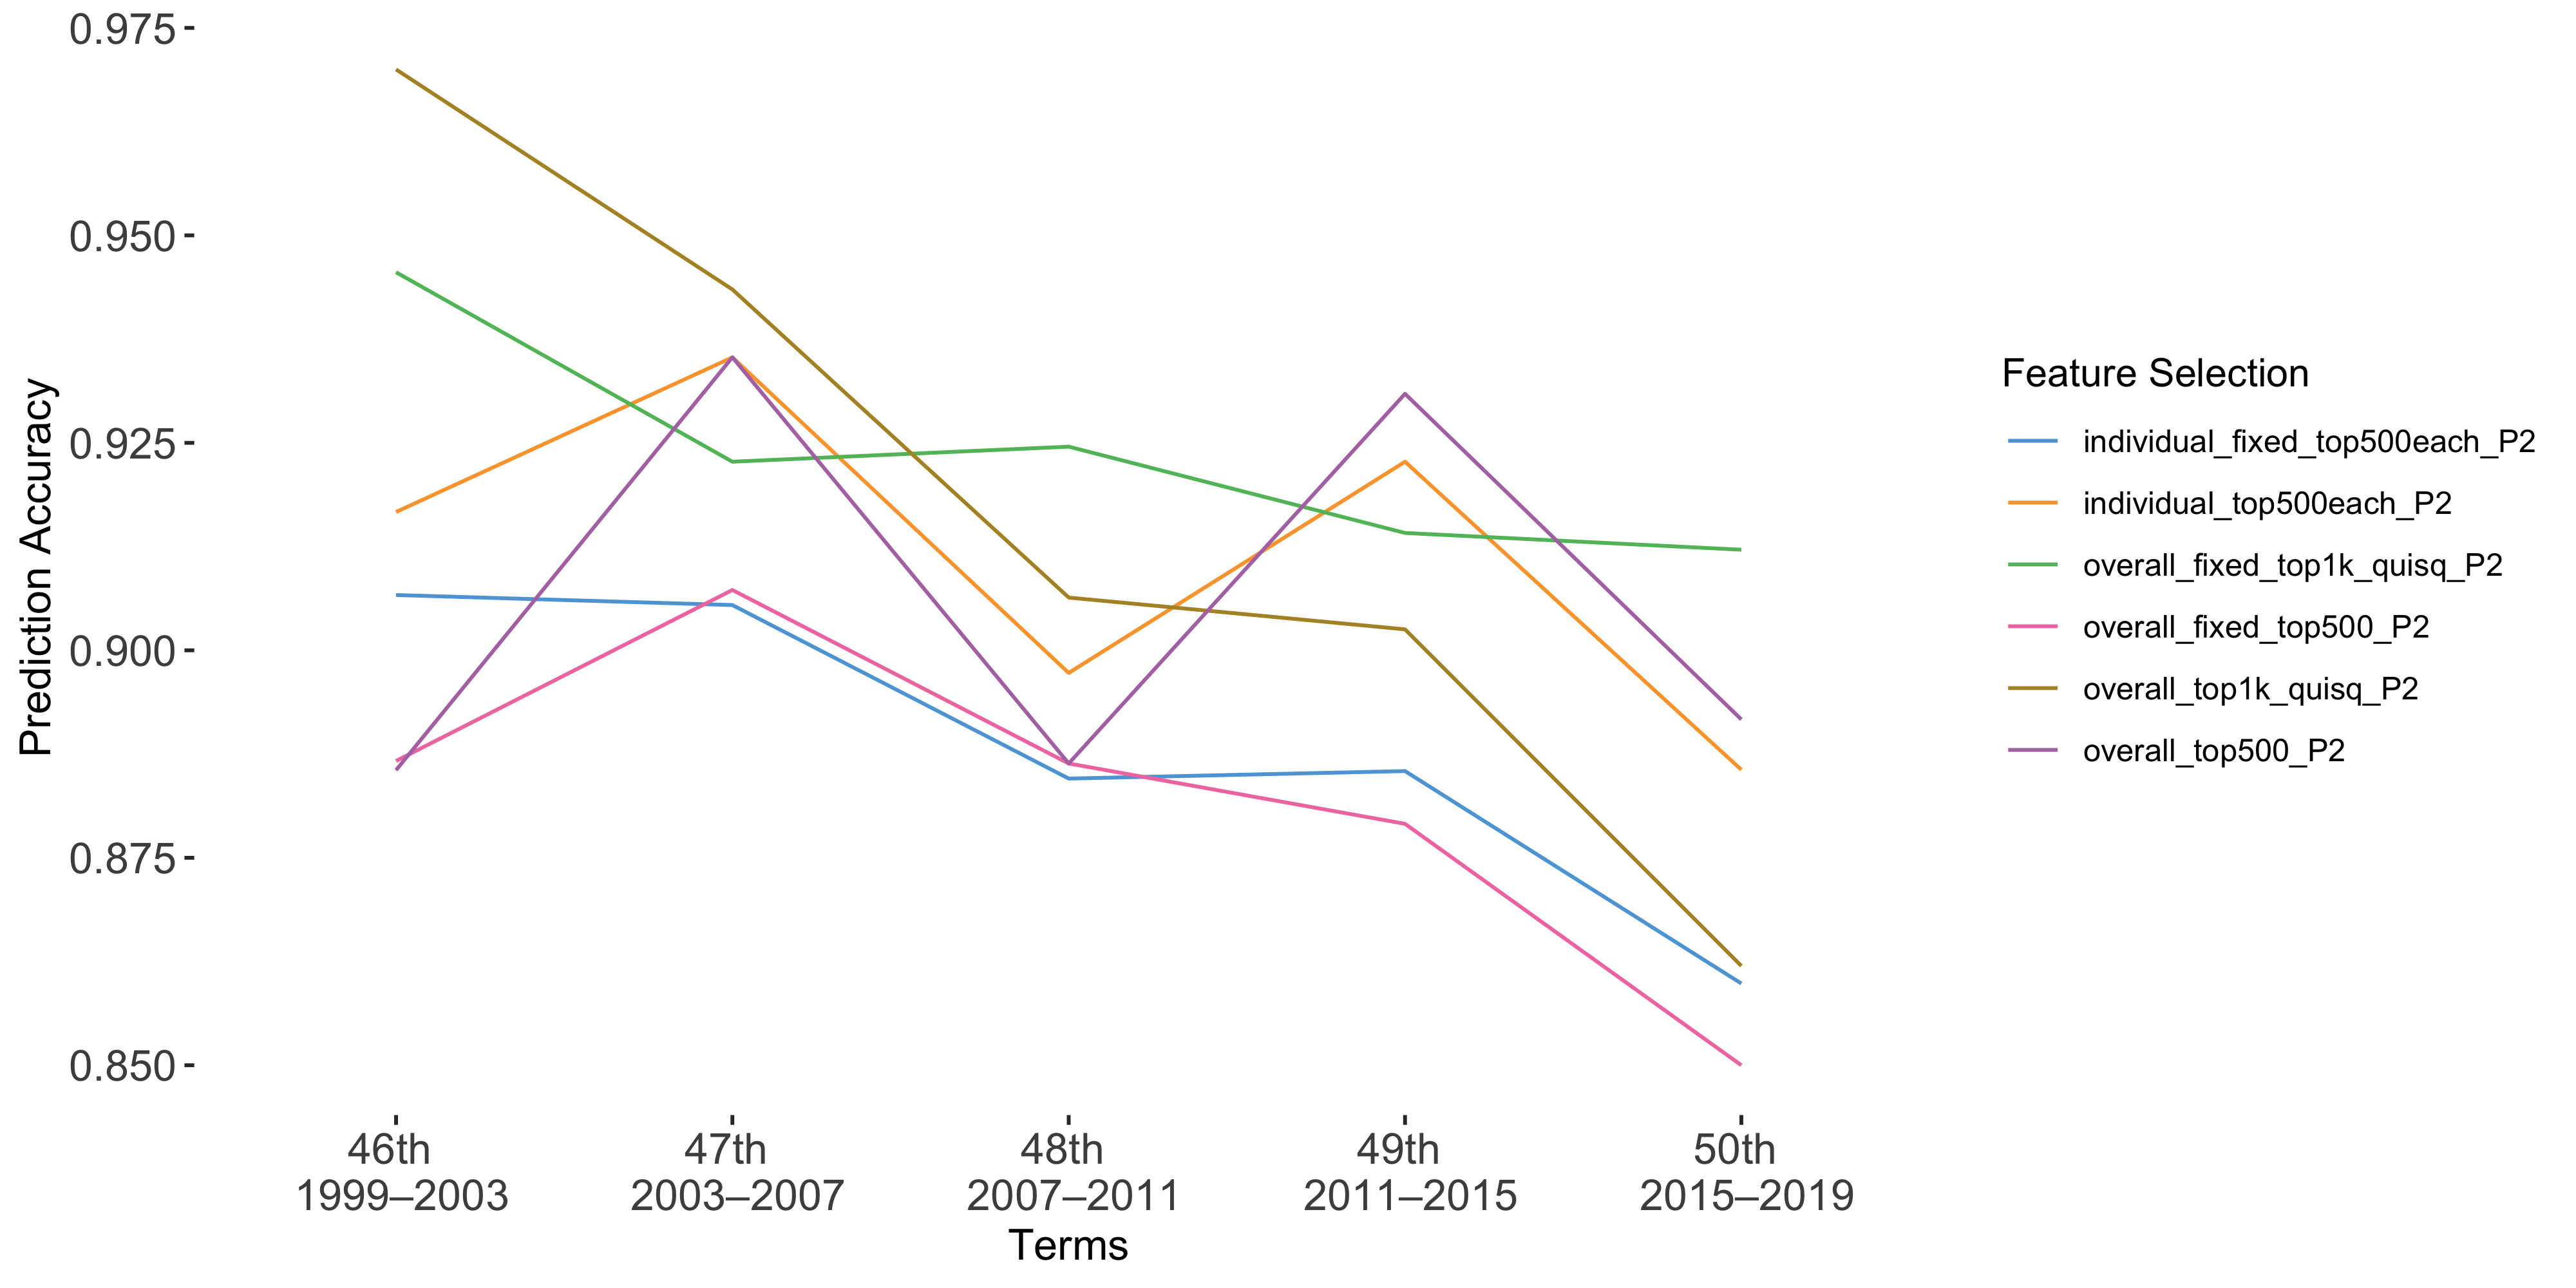 0.975
0.950
0.925
0.900
0.875
0.850
Prediction Accuracy
46th
1999–2003
47th
2003–2007
48th
2007–2011
49th
2011–2015
50th
2015–2019
Terms
Feature Selection
individual_fixed_top500each_P2
individual_top500each_P2
overall_fixed_top1k_quisq_P2
overall_fixed_top500_P2
overall_top1k_quisq_P2
overall_top500_P2